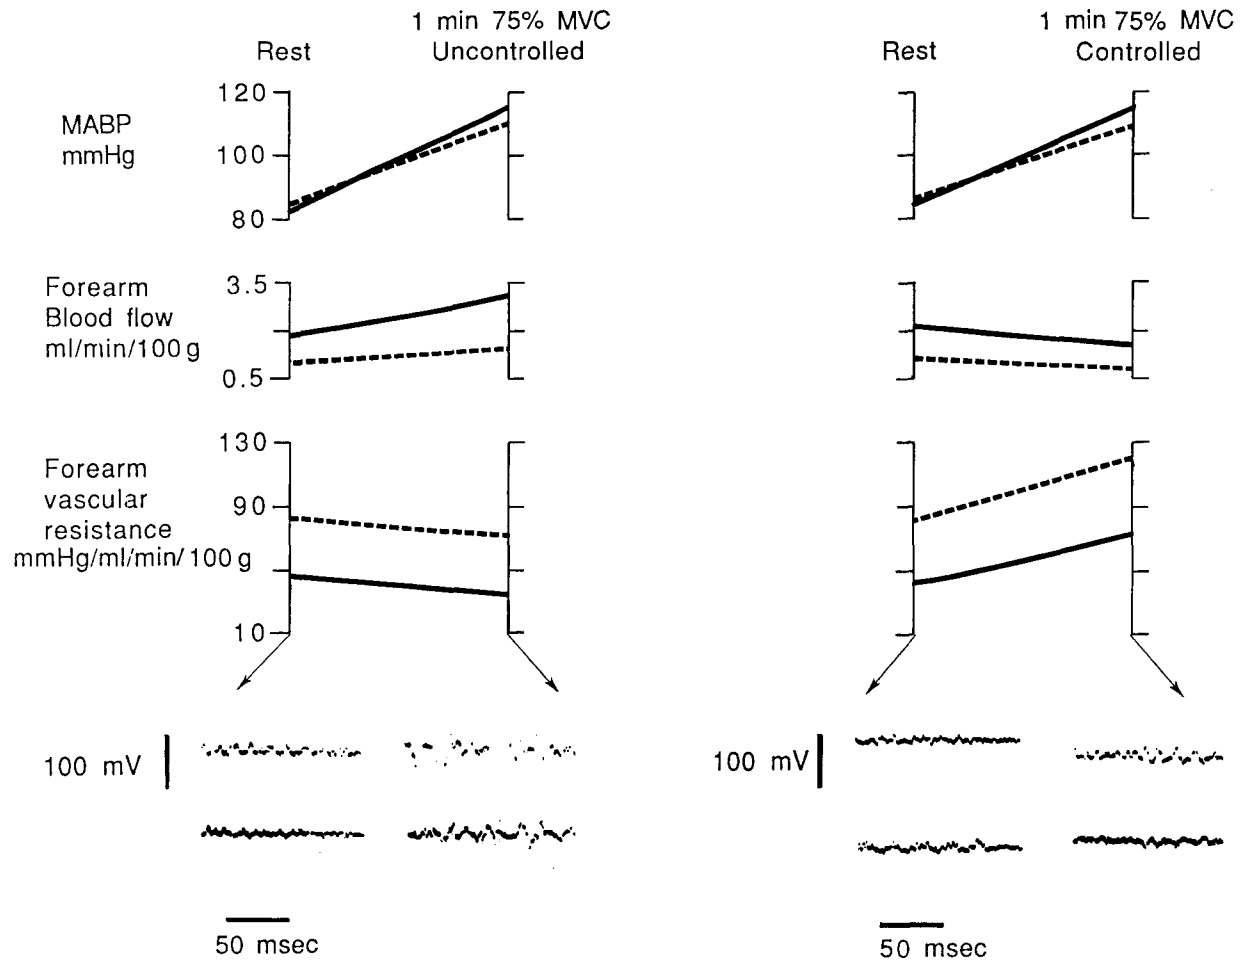 1 min 75% MVC
Rest Uncontrolled
1 min 75% MVC
Rest Controlled
MABP
mmHg
120
100
80
Forearm
Blood flow
ml/min/100 g
3.5
0.5
Forearm
vascular
resistance
mmHg/ml/min/100 g
130
90
10
100 mV
100 mV
50 msec
50 msec